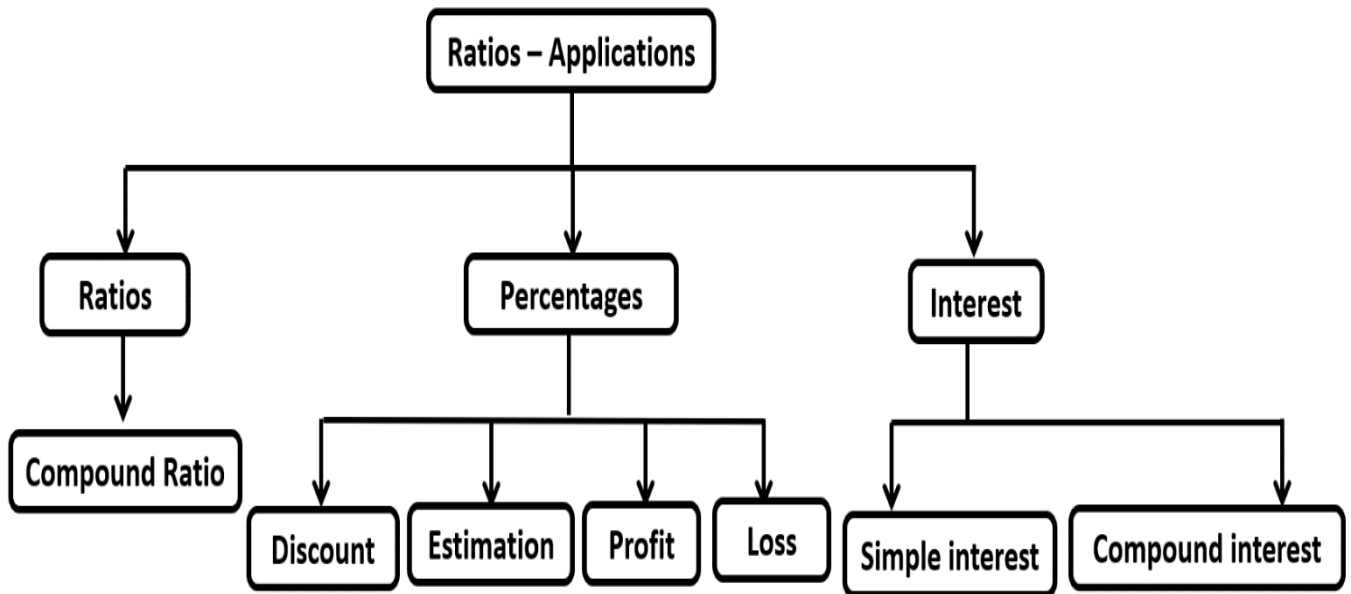 Ratios – Applications
Ratios
Percentages
Interest
Compound Ratio
Discount
Estimation
Profit
Loss
Simple interest
Compound interest